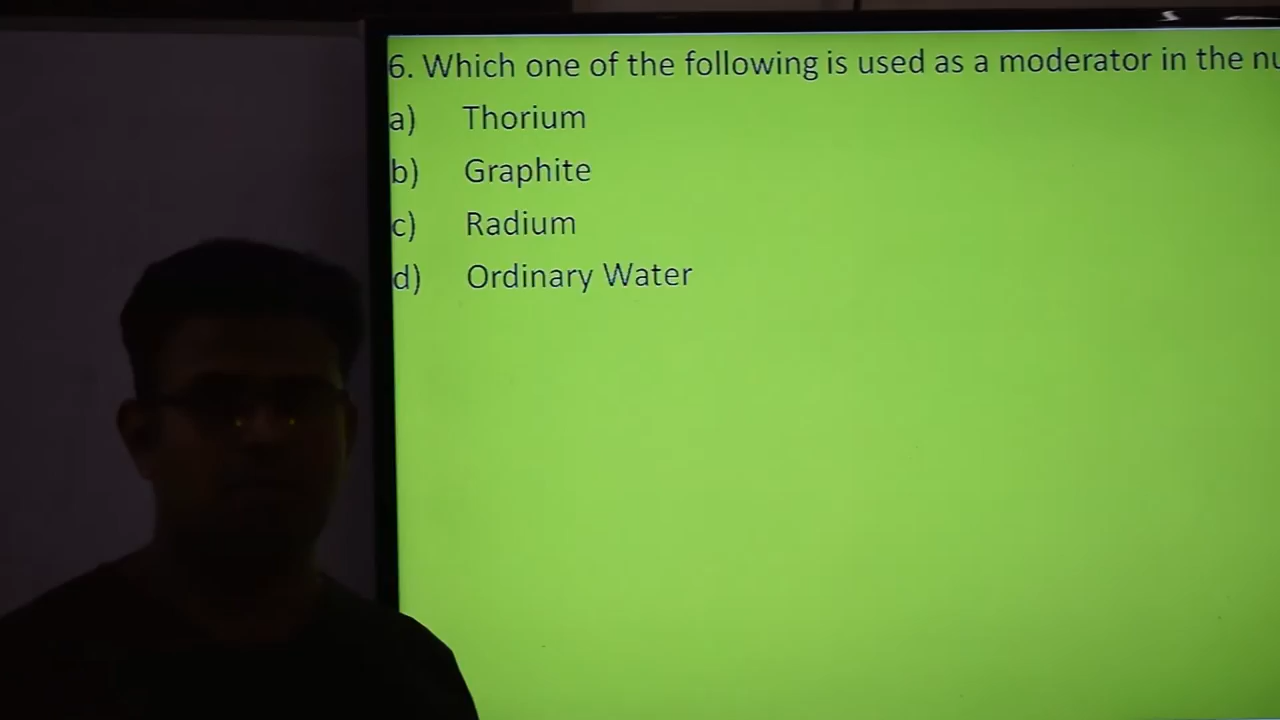 6. Which one of the following is used as a moderator in the
a) Thorium
b) Graphite
c) Radium
d) Ordinary Water